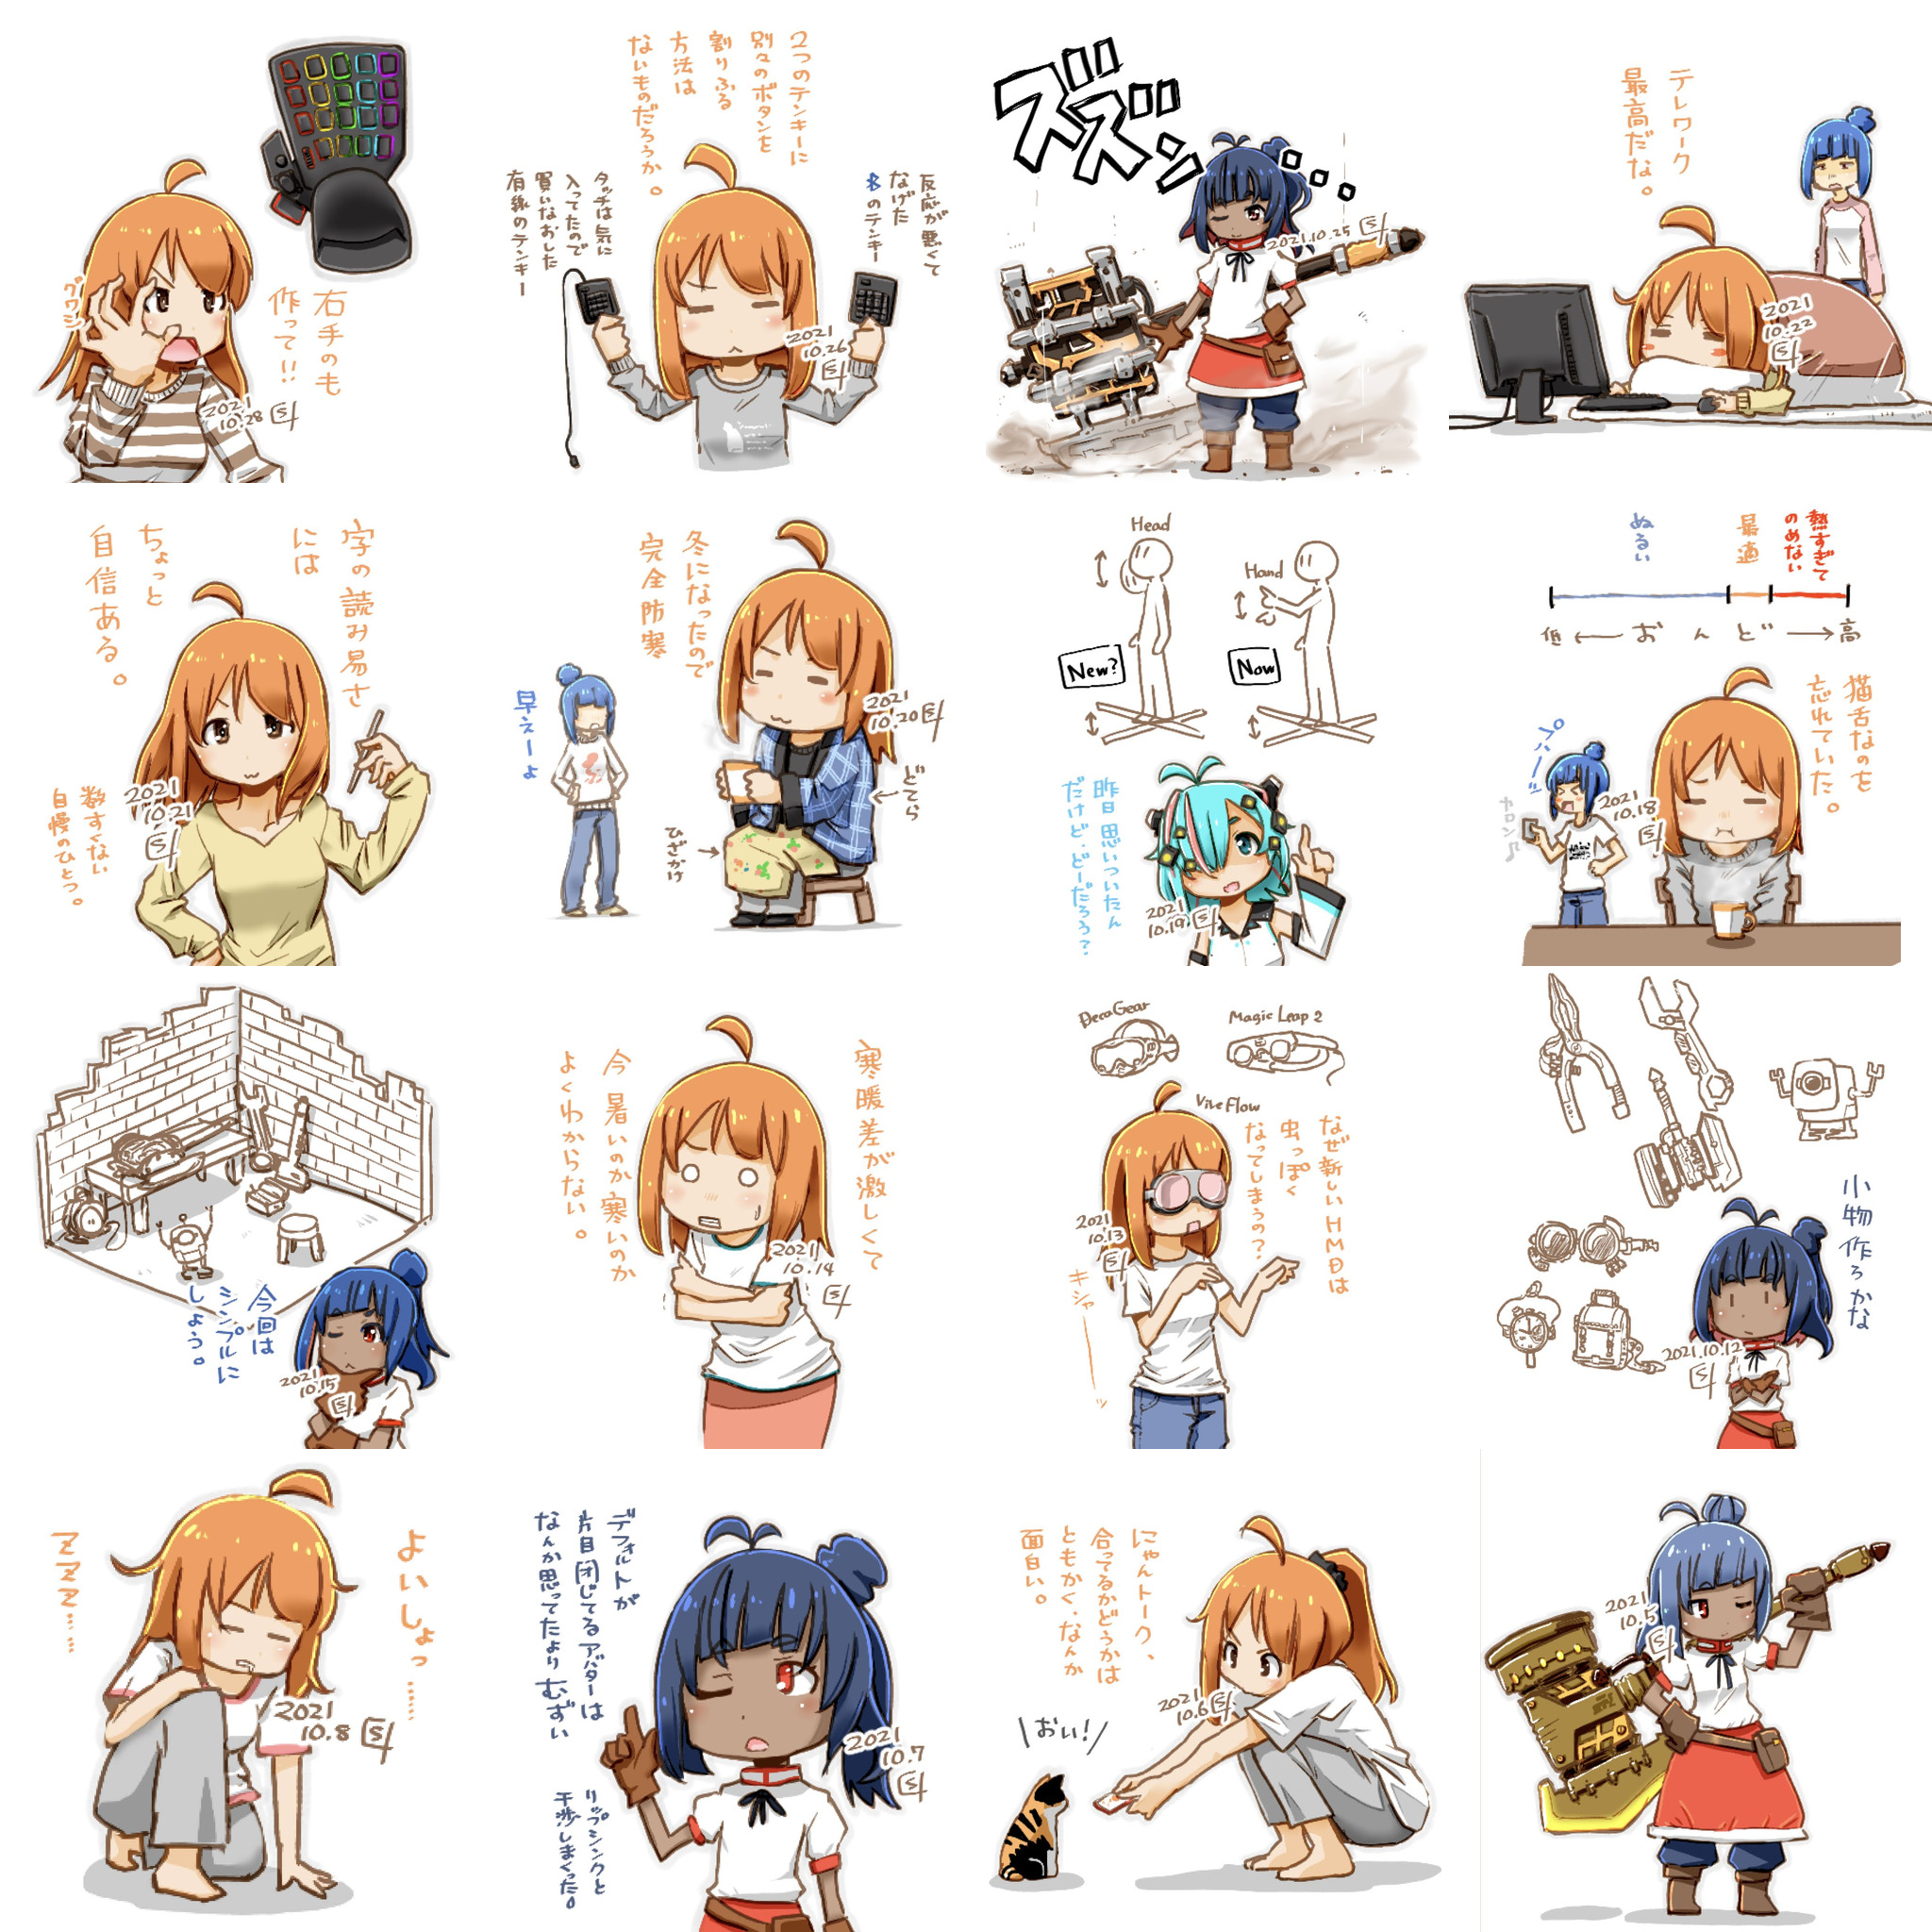 グワシ
右手のも
作って!!
2021
10.28
2つのテンキーに
別々のボタンを
割りふる
方法は
ないものだろうか。
反応が悪くて
なげた
のテンキー
タッチは気に
入ってたので
買いなおした
有線のテンキー
2021
10.26
ズズン
2021.10.25
テレワーク
最高だな。
2021
10.22
字の読み易さ
には
ちょっと
自信ある。
数すくない
自慢のひとつ。
2021
10.21
冬になったので
完全防寒
早えーよ
どてら
ひざかけ
2021
10.20
Head
Hand
New?
Now
昨日思いついたん
だけど、どーだろう?
2021
10.19
熱すぎて
のめない
最適
ぬるい
低 ← おんど → 高
猫舌なのを
忘れていた。
プハーッ
カロン♪
2021
10.18
今回は
シンプルに
しよう。
2021
10.15
寒暖差が激しくて
今暑いのか寒いのか
よくわからない。
2021
10.14
DecaGear
Magic Leap 2
Vive Flow
なぜ新しいHMDは
虫っぽく
なってしまうの?
キシャーーッ
2021
10.13
小物作ろかな
2021.10.12
よいしょっ……
ZZZ……
2021
10.8
デフォルトが
片目閉じてるアバターは
なんか思ってたよりむずい
リップシンクと
干渉しまくった。
2021
10.7
にゃんトーク、
合ってるかどうかは
ともかく、なんか
面白い。
\おい!/
2021
10.6
2021
10.5